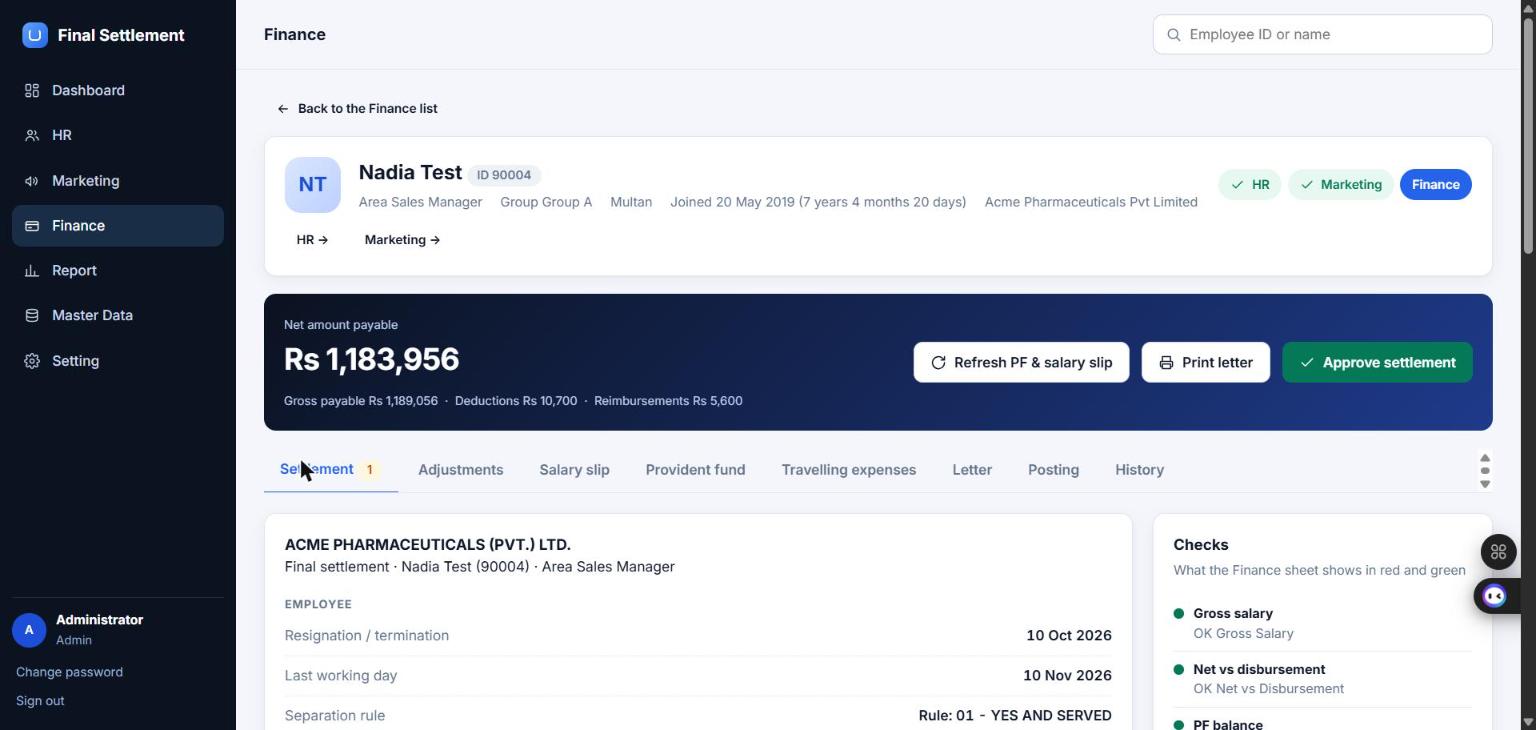 Final Settlement
Dashboard
HR
Marketing
Finance
Report
Master Data
Setting
A
Administrator
Admin
Change password
Sign out
Finance
Employee ID or name
← Back to the Finance list
NT
Nadia Test ID 90004
Area Sales Manager Group Group A Multan Joined 20 May 2019 (7 years 4 months 20 days) Acme Pharmaceuticals Pvt Limited
✓ HR ✓ Marketing Finance
HR → Marketing →
Net amount payable
Rs 1,183,956
Gross payable Rs 1,189,056 · Deductions Rs 10,700 · Reimbursements Rs 5,600
Refresh PF & salary slip Print letter ✓ Approve settlement
Settlement 1 Adjustments Salary slip Provident fund Travelling expenses Letter Posting History
ACME PHARMACEUTICALS (PVT.) LTD.
Final settlement · Nadia Test (90004) · Area Sales Manager
EMPLOYEE
Resignation / termination 10 Oct 2026
Last working day 10 Nov 2026
Separation rule Rule: 01 - YES AND SERVED
Checks
What the Finance sheet shows in red and green
Gross salary
OK Gross Salary
Net vs disbursement
OK Net vs Disbursement
PF balance